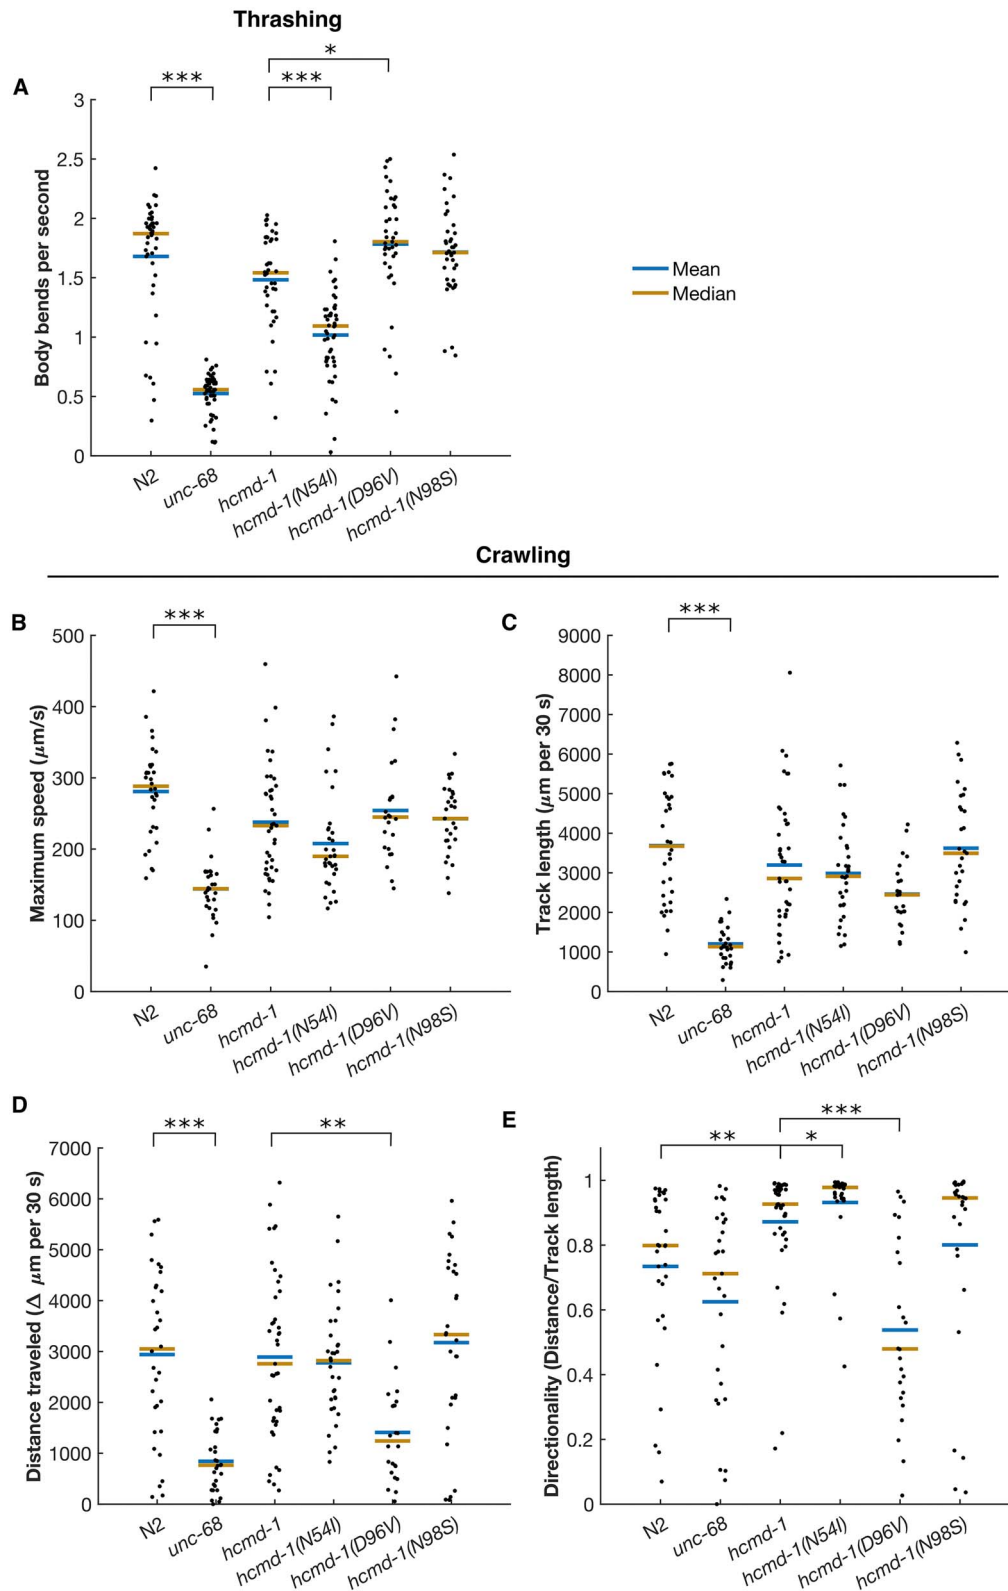 Thrashing
A
*
*** ***
3
2.5
2
1.5
1
0.5
0
Body bends per second
N2
unc-68
hcmd-1
hcmd-1(N54I)
hcmd-1(D96V)
hcmd-1(N98S)
Mean
Median
Crawling
B
***
500
400
300
200
100
0
Maximum speed (μm/s)
N2
unc-68
hcmd-1
hcmd-1(N54I)
hcmd-1(D96V)
hcmd-1(N98S)
C
***
9000
8000
7000
6000
5000
4000
3000
2000
1000
0
Track length (μm per 30 s)
N2
unc-68
hcmd-1
hcmd-1(N54I)
hcmd-1(D96V)
hcmd-1(N98S)
D
*** **
7000
6000
5000
4000
3000
2000
1000
0
Distance traveled (Δ μm per 30 s)
N2
unc-68
hcmd-1
hcmd-1(N54I)
hcmd-1(D96V)
hcmd-1(N98S)
E
***
** *
1
0.8
0.6
0.4
0.2
0
Directionality (Distance/Track length)
N2
unc-68
hcmd-1
hcmd-1(N54I)
hcmd-1(D96V)
hcmd-1(N98S)